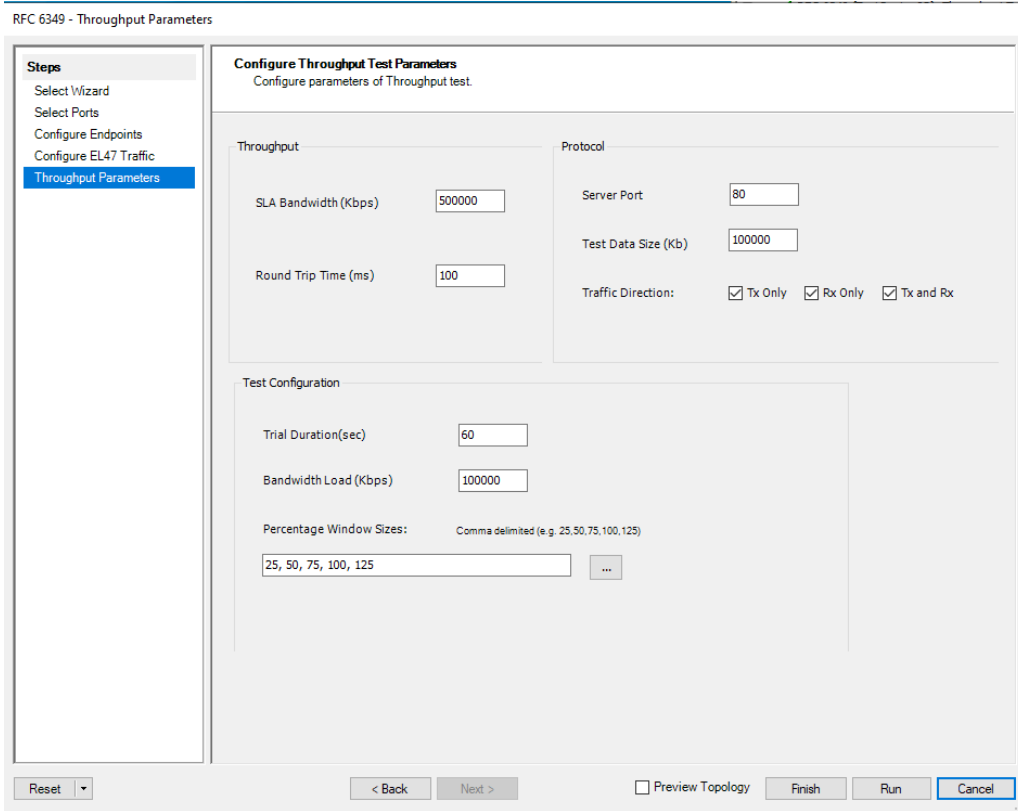 RFC 6349 - Throughput Parameters
Steps
Select Wizard
Select Ports
Configure Endpoints
Configure EL47 Traffic
Throughput Parameters
Configure Throughput Test Parameters
Configure parameters of Throughput test.
Throughput
SLA Bandwidth (Kbps) 500000
Round Trip Time (ms) 100
Protocol
Server Port 80
Test Data Size (Kb) 100000
Traffic Direction: Tx Only Rx Only Tx and Rx
Test Configuration
Trial Duration(sec) 60
Bandwidth Load (Kbps) 100000
Percentage Window Sizes: Comma delimited (e.g. 25,50,75,100,125)
25, 50, 75, 100, 125 ...
Reset < Back Next > Preview Topology Finish Run Cancel